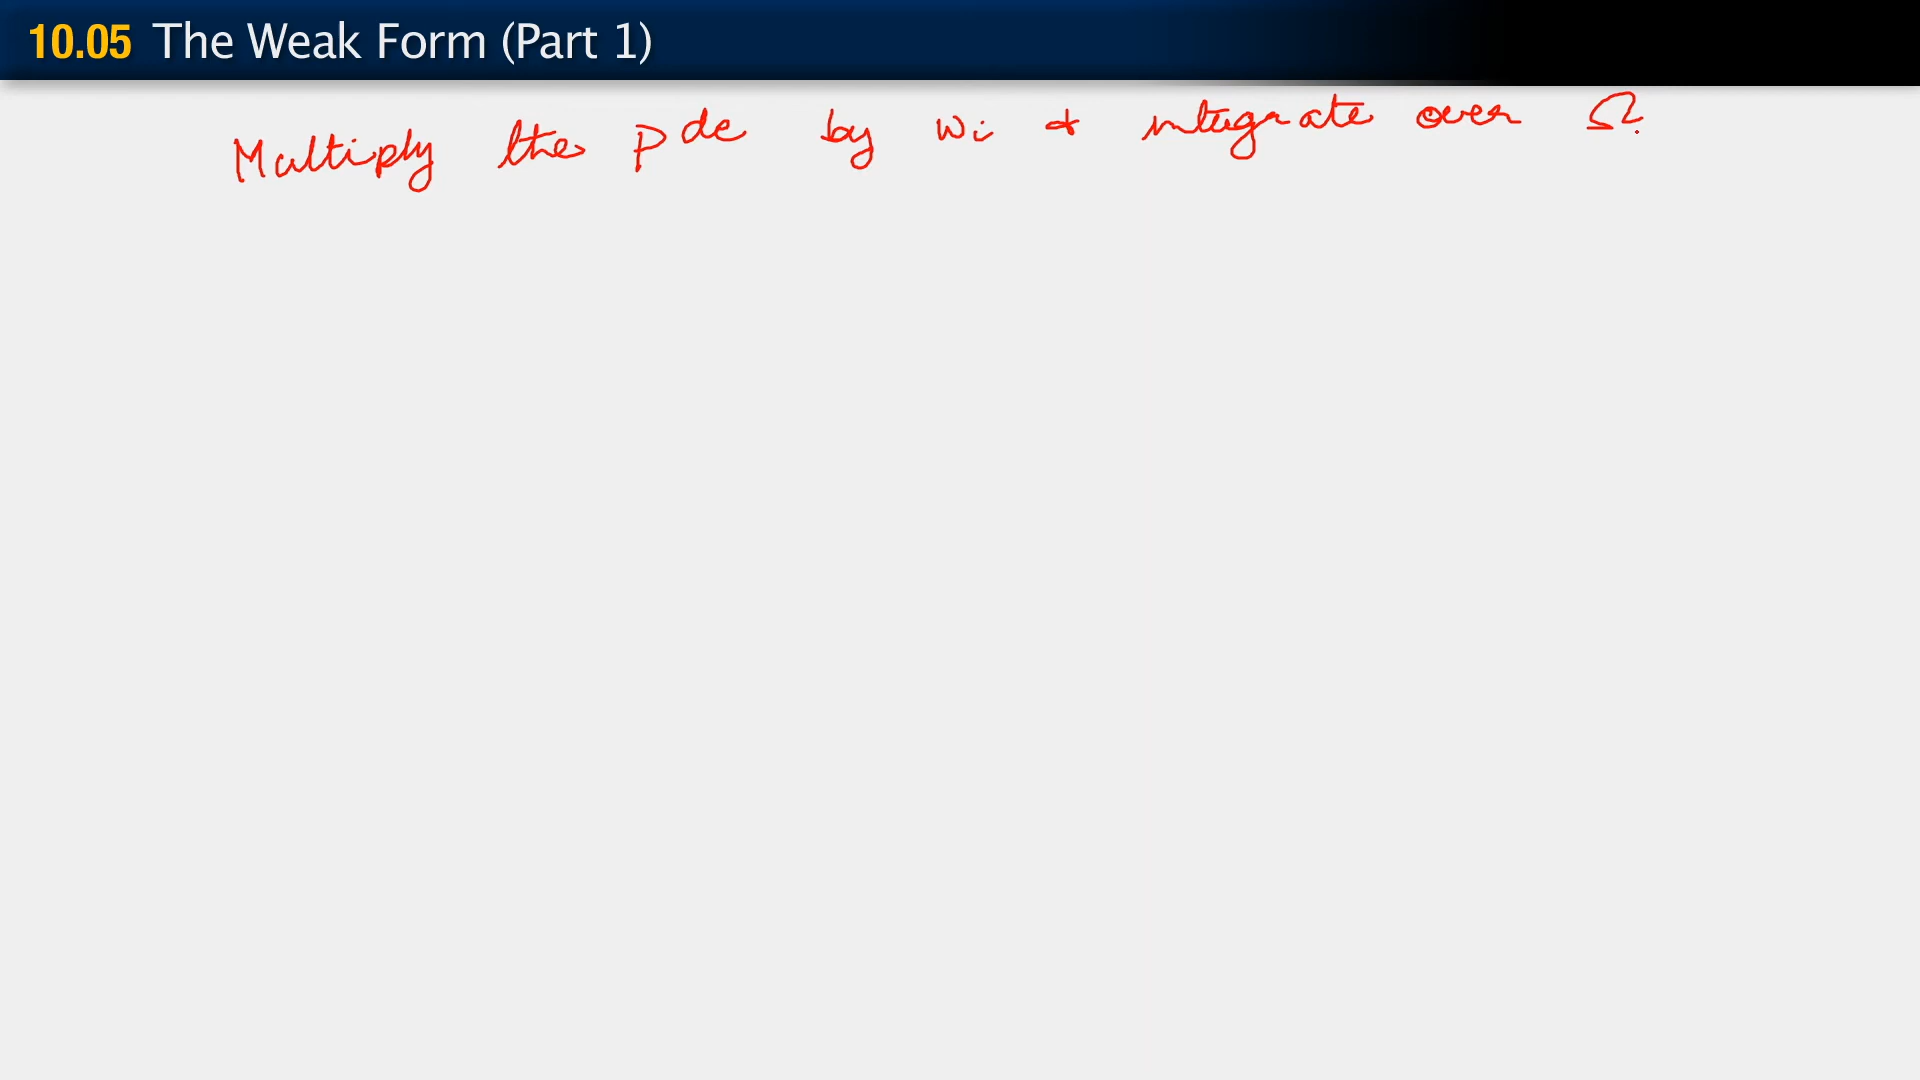 10.05 The Weak Form (Part 1)
Multiply the pde by wi & integrate over Ω